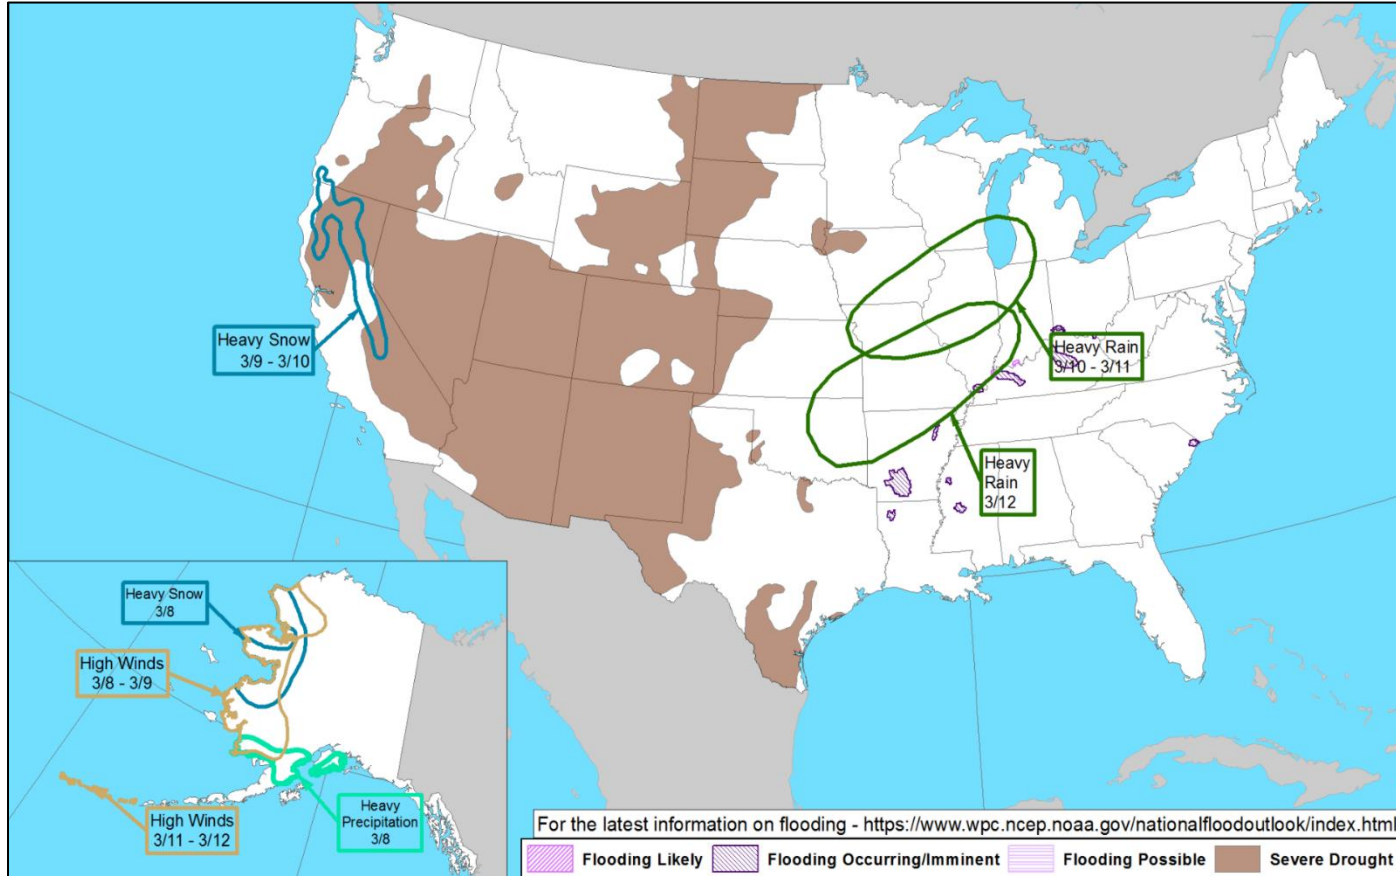 Heavy Snow
3/9 - 3/10
Heavy Rain
3/10 - 3/11
Heavy
Rain
3/12
Heavy Snow
3/8
High Winds
3/8 - 3/9
High Winds
3/11 - 3/12
Heavy
Precipitation
3/8
For the latest information on flooding - https://www.wpc.ncep.noaa.gov/nationalfloodoutlook/index.html
Flooding Likely
Flooding Occurring/Imminent
Flooding Possible
Severe Drought